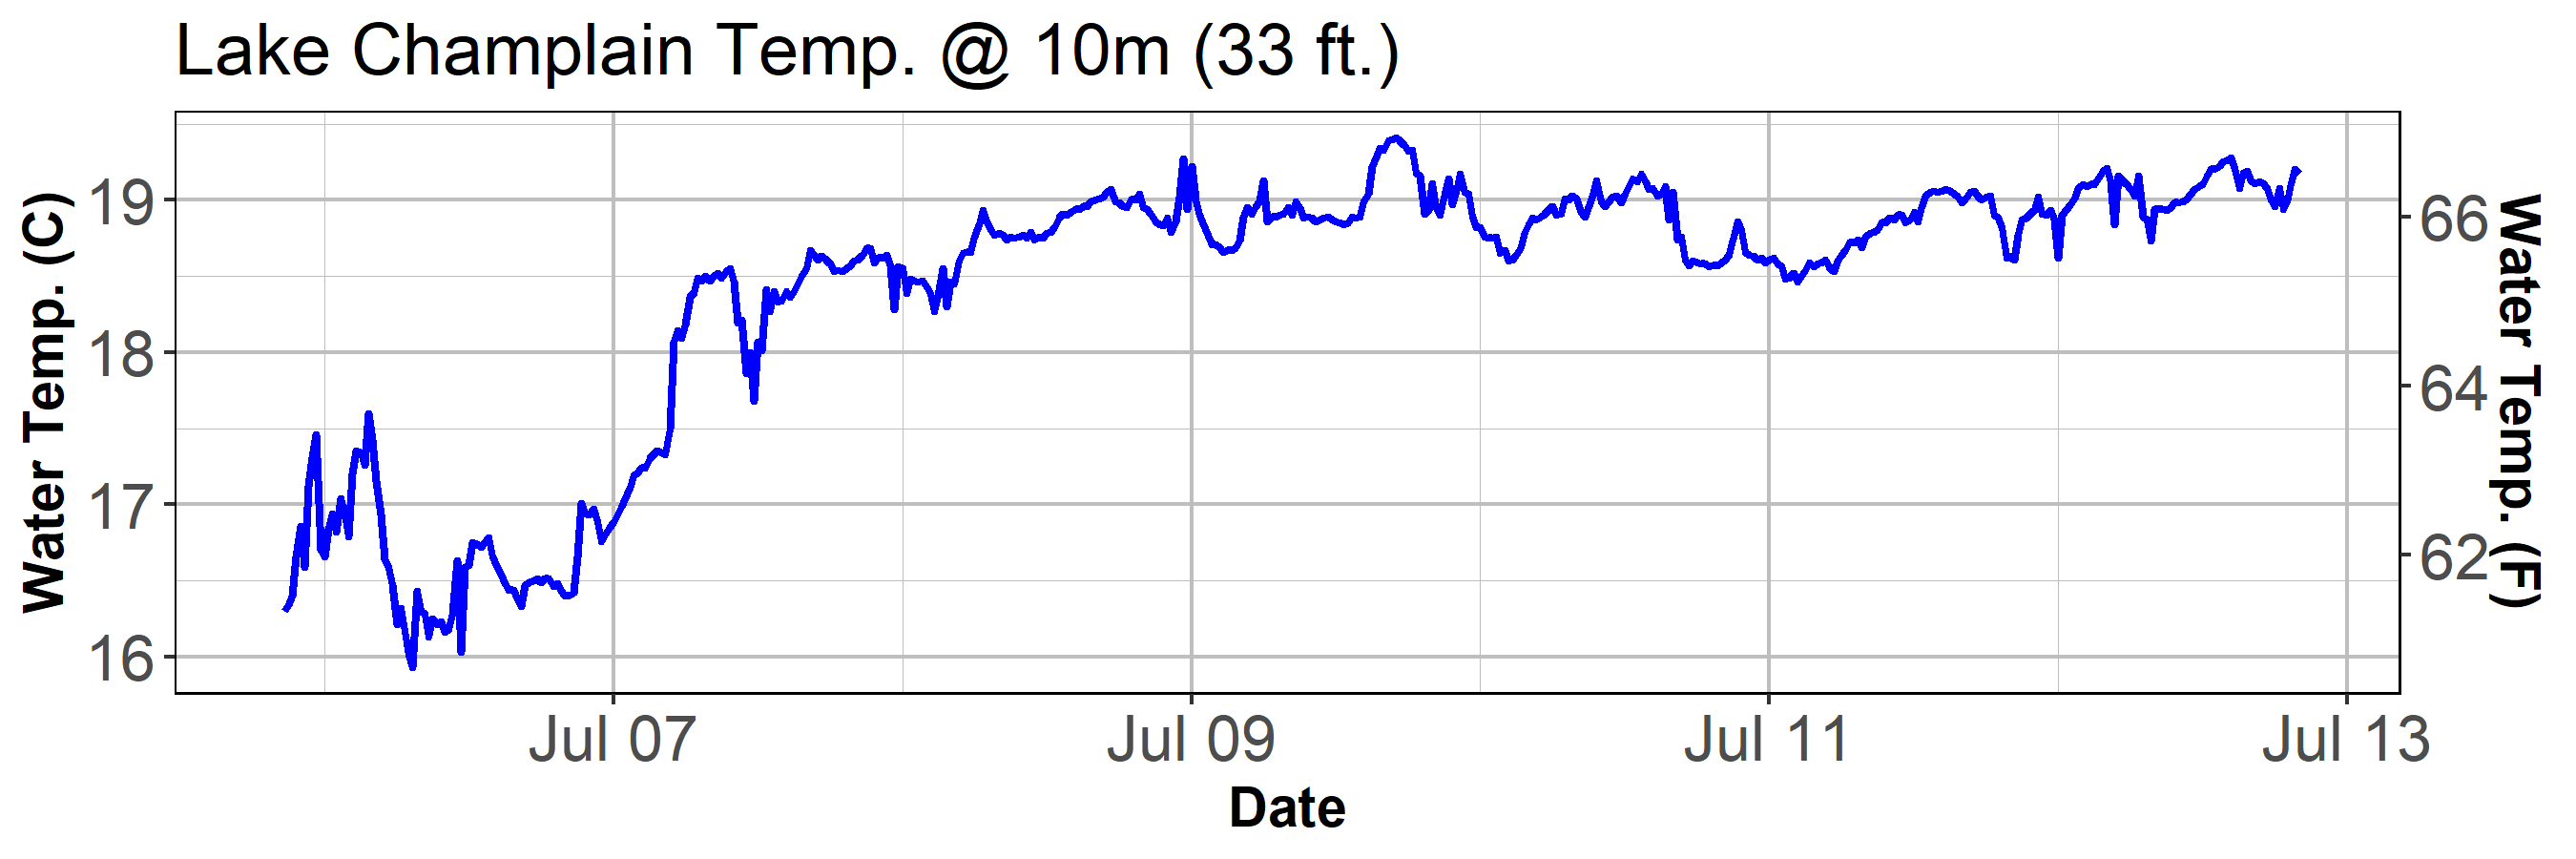 Lake Champlain Temp. @ 10m (33 ft.)
Water Temp. (C)
19
18
17
16
66
64
62
Water Temp. (F)
Jul 07
Jul 09
Jul 11
Jul 13
Date